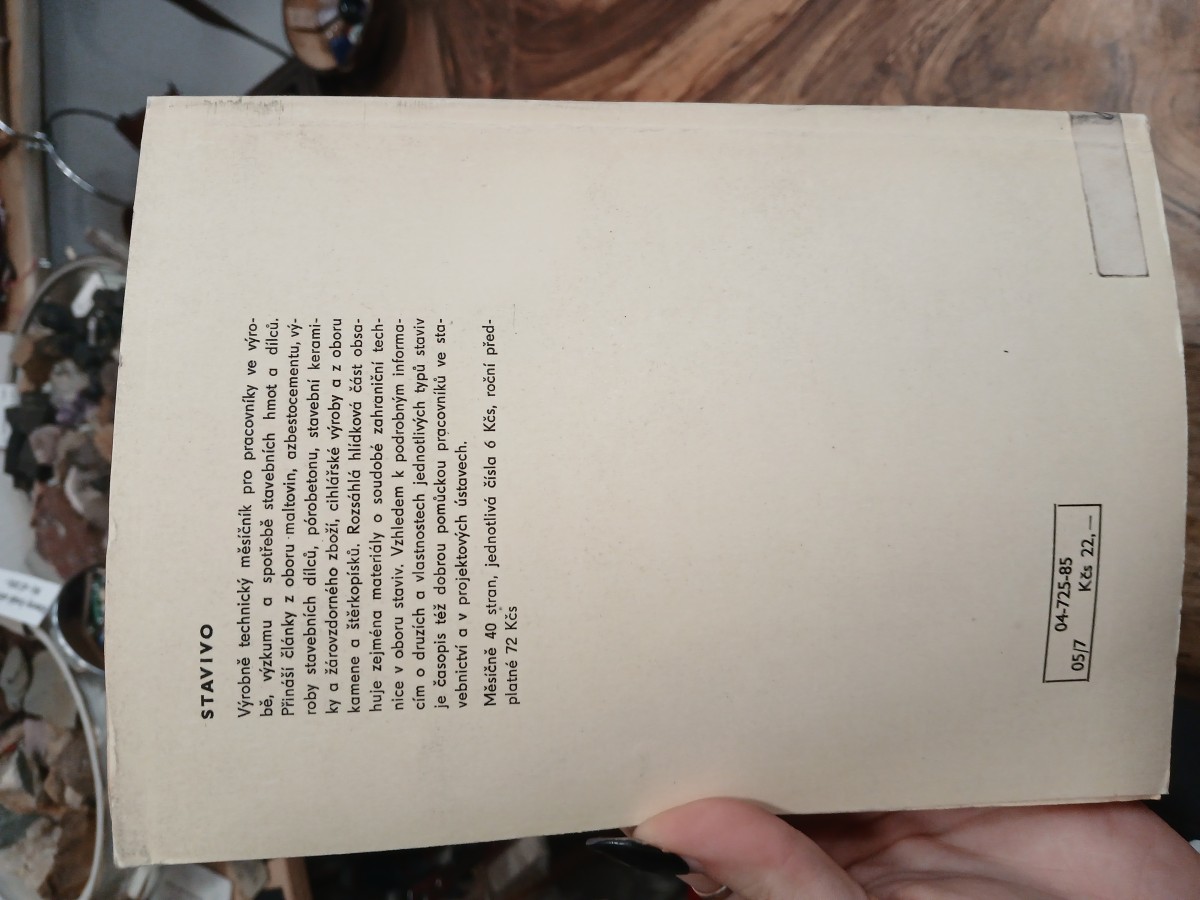 STAVIVO
Výrobně technický měsíčník pro pracovníky ve výro-
bě, výzkumu a spotřebě stavebních hmot a dílců.
Přináší články z oboru maltovin, azbestocementu, vý-
roby stavebních dílců, pórobetonu, stavební kerami-
ky a žárovzdorného zboží, cihlářské výroby a z oboru
kamene a štěrkopísků. Rozsáhlá hlídková část obsa-
huje zejména materiály o soudobé zahraniční tech-
nice v oboru staviv. Vzhledem k podrobným informa-
cím o druzích a vlastnostech jednotlivých typů staviv
je časopis též dobrou pomůckou pracovníků ve sta-
vebnictví a v projektových ústavech.
Měsíčně 40 stran, jednotlivá čísla 6 Kčs, roční před-
platné 72 Kčs
04-725-85
05/7 Kčs 22,—